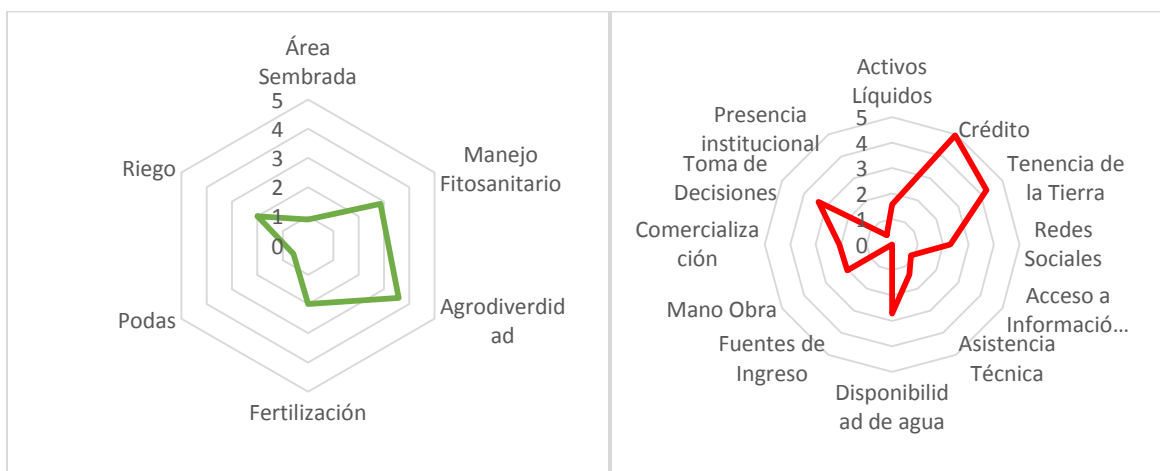 Área
Sembrada
5
4
3
2
1
0
Manejo
Fitosanitario
Agrodiverdid
ad
Fertilización
Podas
Riego
Activos
Líquidos
5
4
3
2
1
0
Crédito
Tenencia de
la Tierra
Redes
Sociales
Acceso a
Informació…
Asistencia
Técnica
Disponibilid
ad de agua
Fuentes de
Ingreso
Mano Obra
Comercializa
ción
Toma de
Decisiones
Presencia
institucional